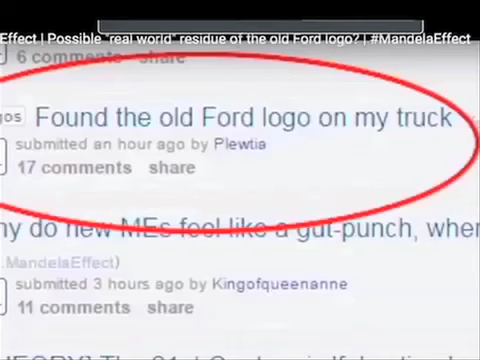 Effect | Possible "real world" residue of the old Ford logo? | #MandelaEffect
6 comments share
gos Found the old Ford logo on my truck
submitted an hour ago by Plewtia
17 comments share
hy do new MEs feel like a gut-punch, wher
.MandelaEffect)
submitted 3 hours ago by Kingofqueenanne
11 comments share